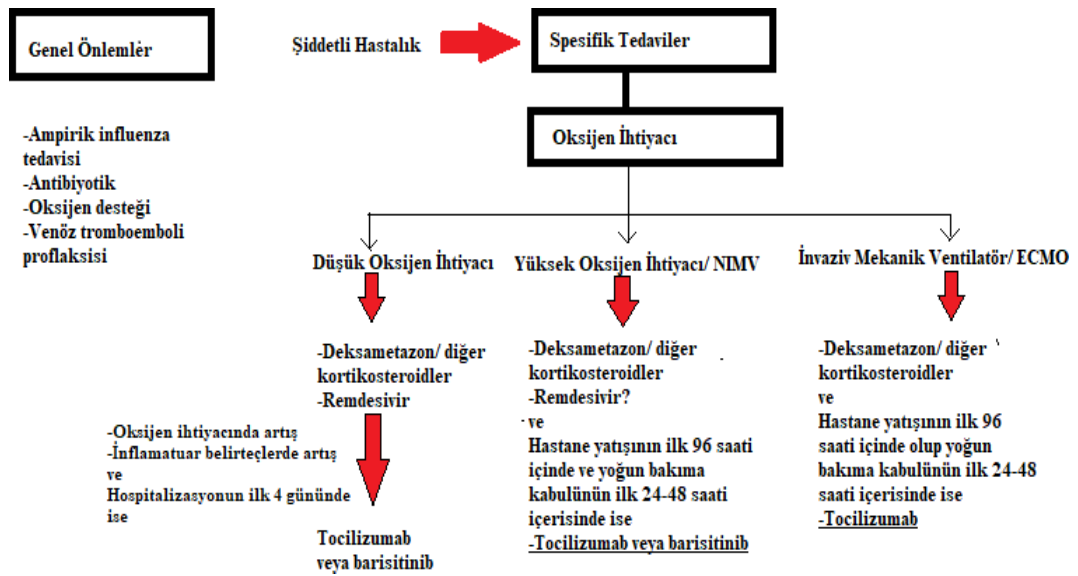 Genel Önlemler
-Ampirik influenza
tedavisi
-Antibiyotik
-Oksijen desteği
-Venöz tromboemboli
proflaksisi
Şiddetli Hastalık
Spesifik Tedaviler
Oksijen İhtiyacı
Düşük Oksijen İhtiyacı
-Deksametazon/ diğer
kortikosteroidler
-Remdesivir
-Oksijen ihtiyacında artış
-İnflamatuar belirteçlerde artış
ve
Hospitalizasyonun ilk 4 gününde
ise
Tocilizumab
veya barisitinib
Yüksek Oksijen İhtiyacı/ NIMV
-Deksametazon/ diğer
kortikosteroidler
-Remdesivir?
ve
Hastane yatışının ilk 96 saati
içinde ve yoğun bakıma
kabulünün ilk 24-48 saati
içerisinde ise
-Tocilizumab veya barisitinib
İnvaziv Mekanik Ventilatör/ ECMO
-Deksametazon/ diğer
kortikosteroidler
ve
Hastane yatışının ilk 96
saati içinde olup yoğun
bakıma kabulünün ilk 24-48
saati içerisinde ise
-Tocilizumab